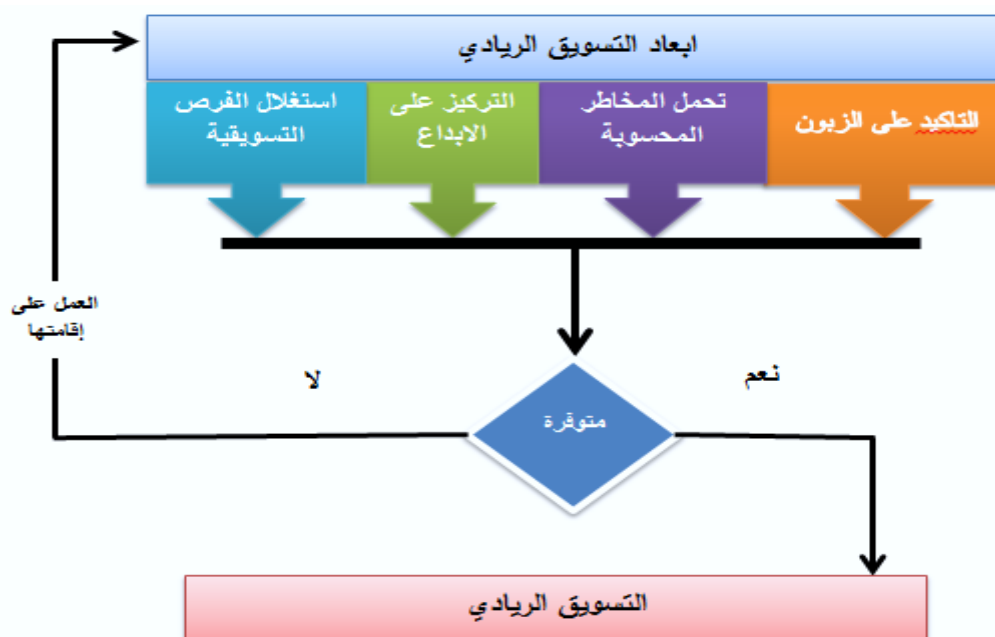 ابعاد التسويق الريادي
التاكيد على الزبون
تحمل المخاطر
المحسوبة
التركيز على
الابداع
استغلال الفرص
التسويقية
العمل على
إقامتها
نعم
لا
متوفرة
التسويق الريادي